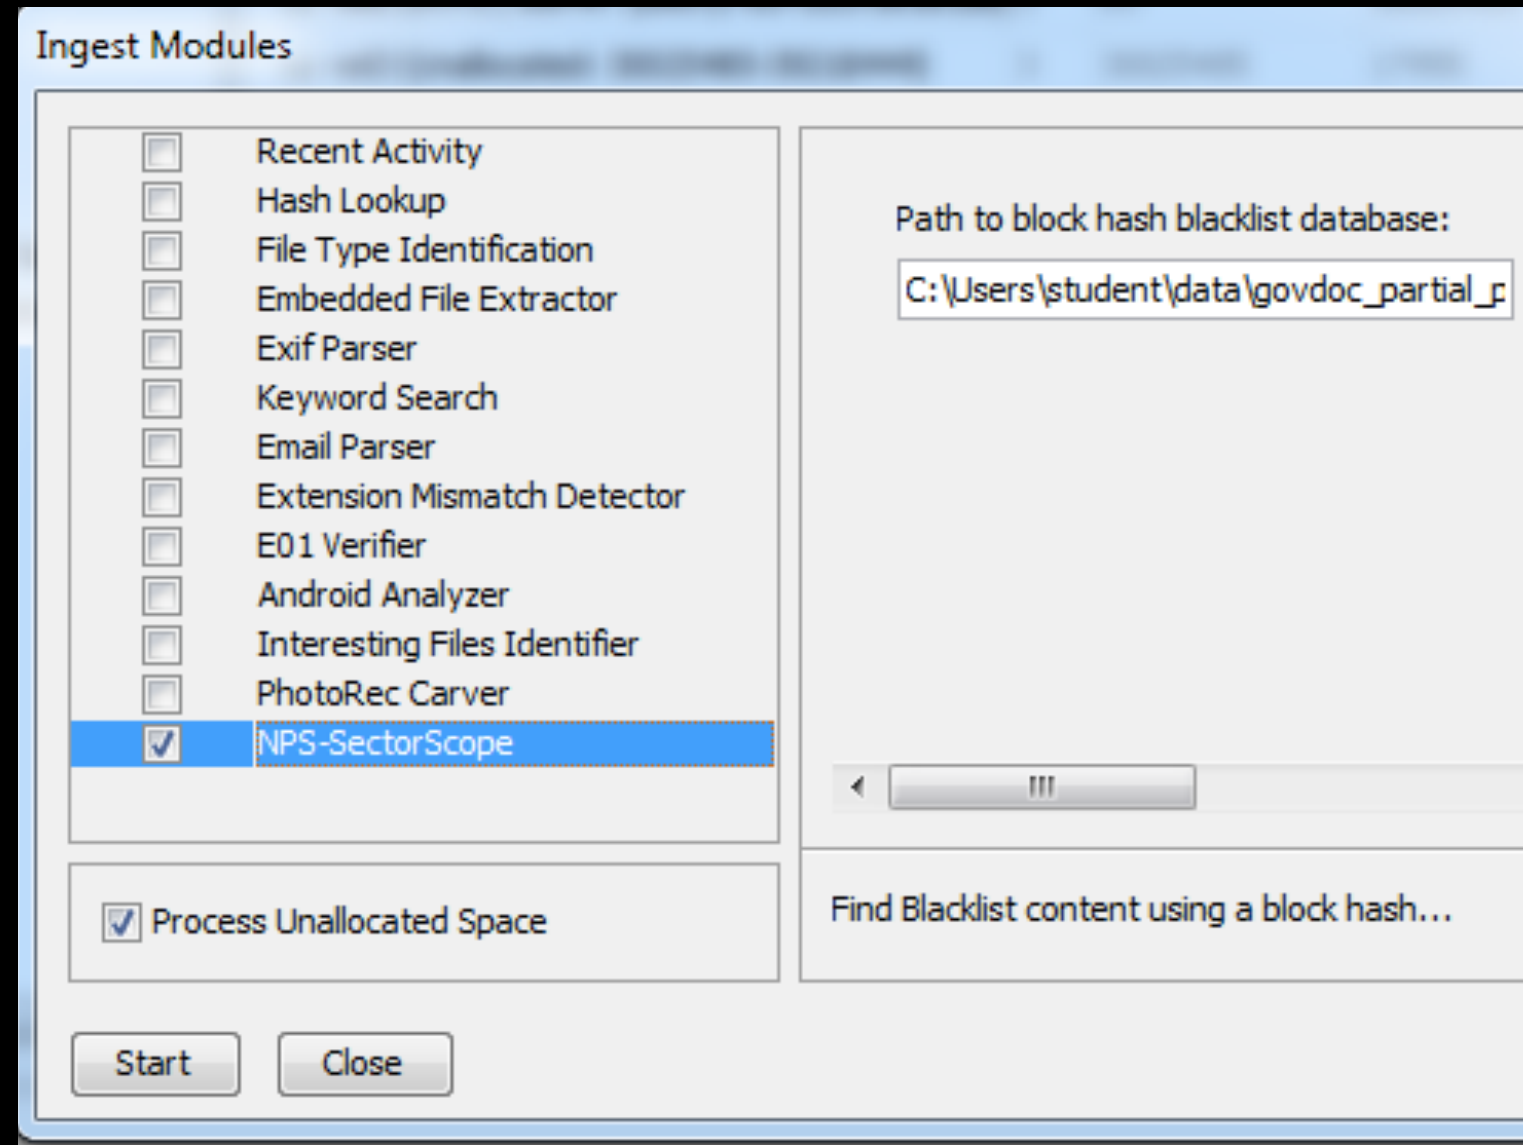 Ingest Modules
Recent Activity
Hash Lookup
File Type Identification
Embedded File Extractor
Exif Parser
Keyword Search
Email Parser
Extension Mismatch Detector
E01 Verifier
Android Analyzer
Interesting Files Identifier
PhotoRec Carver
NPS-SectorScope
Process Unallocated Space
Start
Close
Path to block hash blacklist database:
C:\Users\student\data\govdoc_partial_p
Find Blacklist content using a block hash...